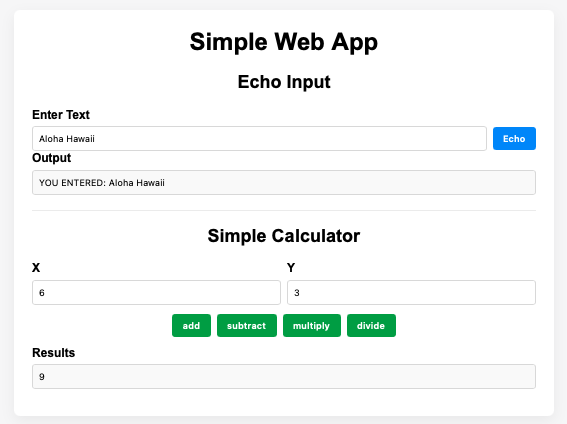 Simple Web App
Echo Input
Enter Text
Aloha Hawaii Echo
Output
YOU ENTERED: Aloha Hawaii
Simple Calculator
X Y
6 3
add subtract multiply divide
Results
9